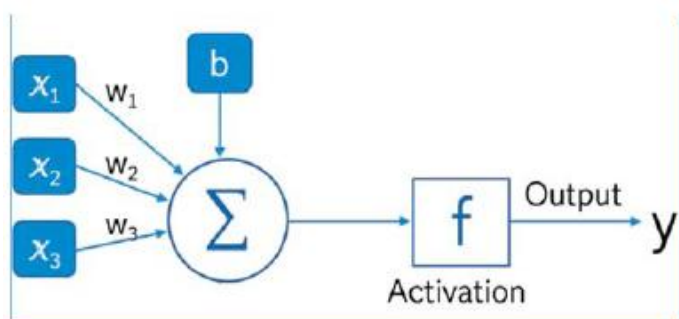 x₁
w₁
b
x₂
w₂
x₃
w₃
Σ
f
Output
y
Activation